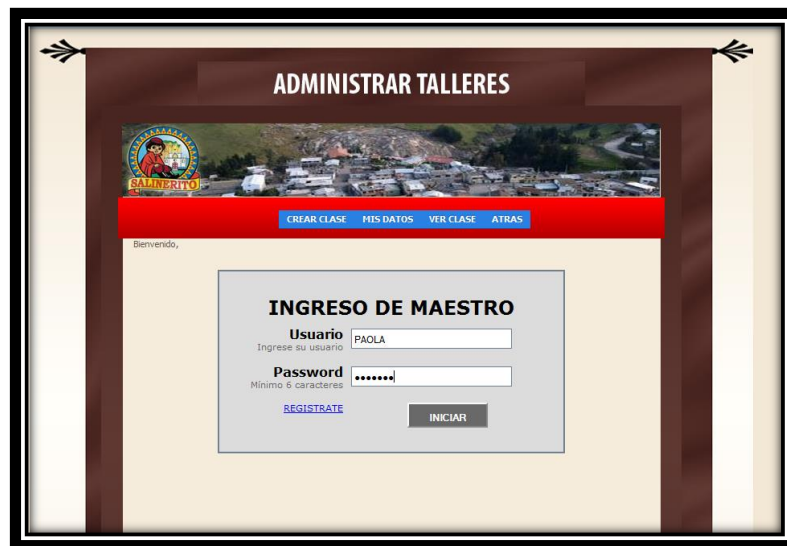 ADMINISTRAR TALLERES
SALINERITO
CREAR CLASE MIS DATOS VER CLASE ATRAS
Bienvenido,
INGRESO DE MAESTRO
Usuario
Ingrese su usuario
PAOLA
Password
Mínimo 6 caracteres
•••••••
REGISTRATE
INICIAR